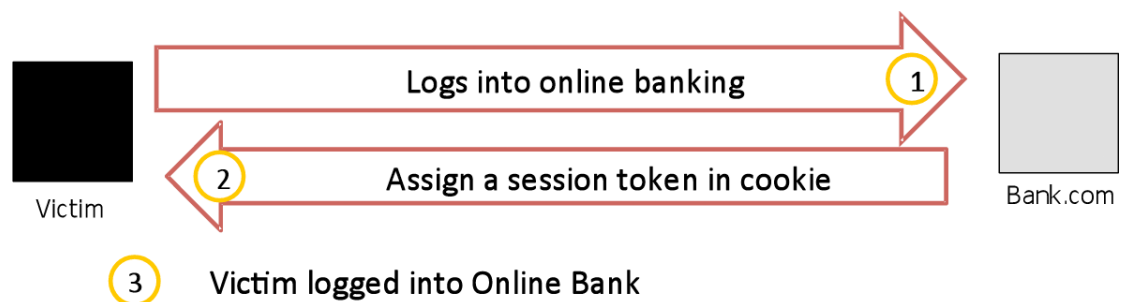 Logs into online banking
1
2
Assign a session token in cookie
Victim
Bank.com
3 Victim logged into Online Bank